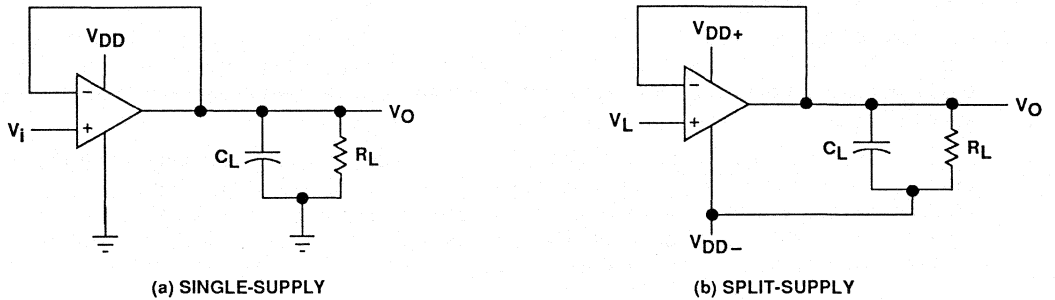 VDD
−
+
Vi
VO
CL
RL
(a) SINGLE-SUPPLY
VDD+
−
+
VL
VO
CL
RL
VDD−
(b) SPLIT-SUPPLY